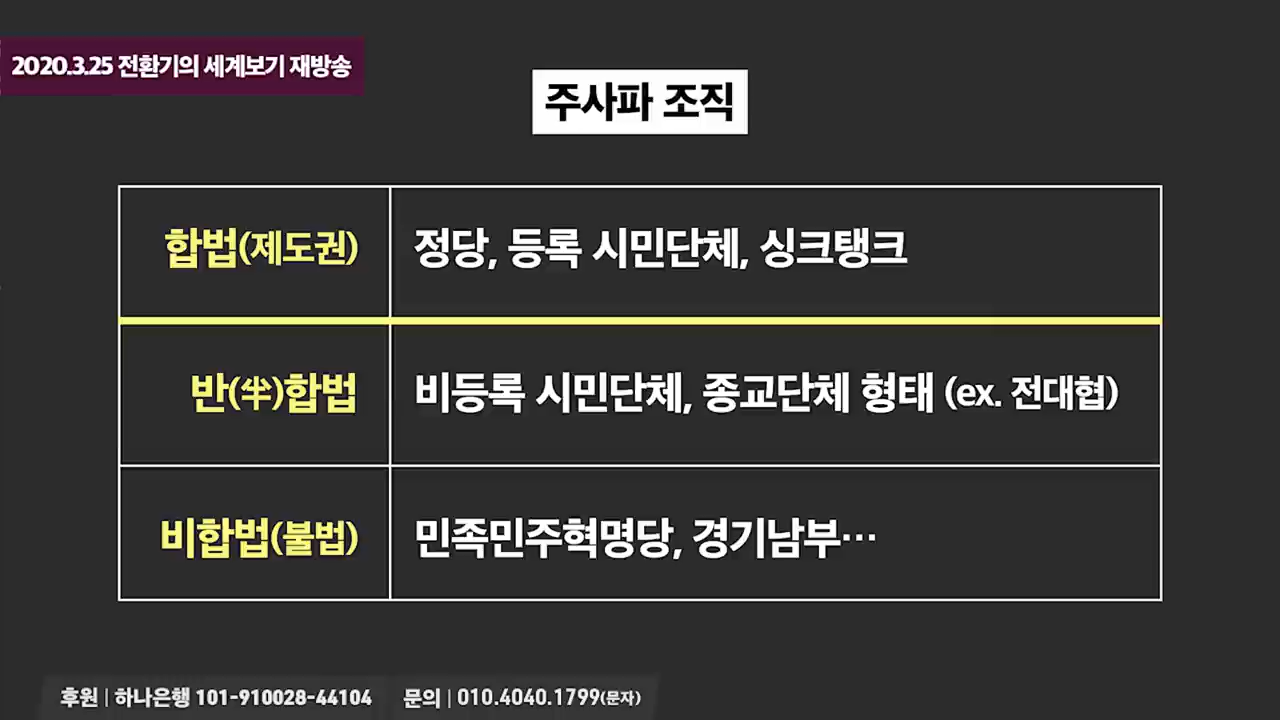 2020.3.25 전환기의 세계보기 재방송
주사파 조직
합법(제도권) 정당, 등록 시민단체, 싱크탱크
반(半)합법 비등록 시민단체, 종교단체 형태 (ex. 전대협)
비합법(불법) 민족민주혁명당, 경기남부…
후원 | 하나은행 101-910028-44104 문의 | 010.4040.1799(문자)